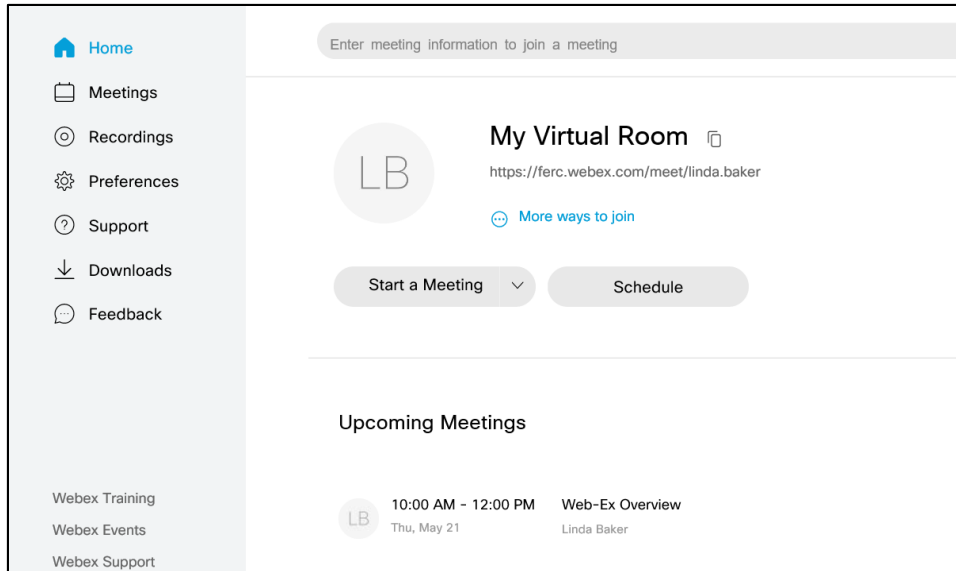 Home
Meetings
Recordings
Preferences
Support
Downloads
Feedback
Webex Training
Webex Events
Webex Support
Enter meeting information to join a meeting
LB
My Virtual Room
https://ferc.webex.com/meet/linda.baker
More ways to join
Start a Meeting
Schedule
Upcoming Meetings
LB
10:00 AM - 12:00 PM Web-Ex Overview
Thu, May 21 Linda Baker